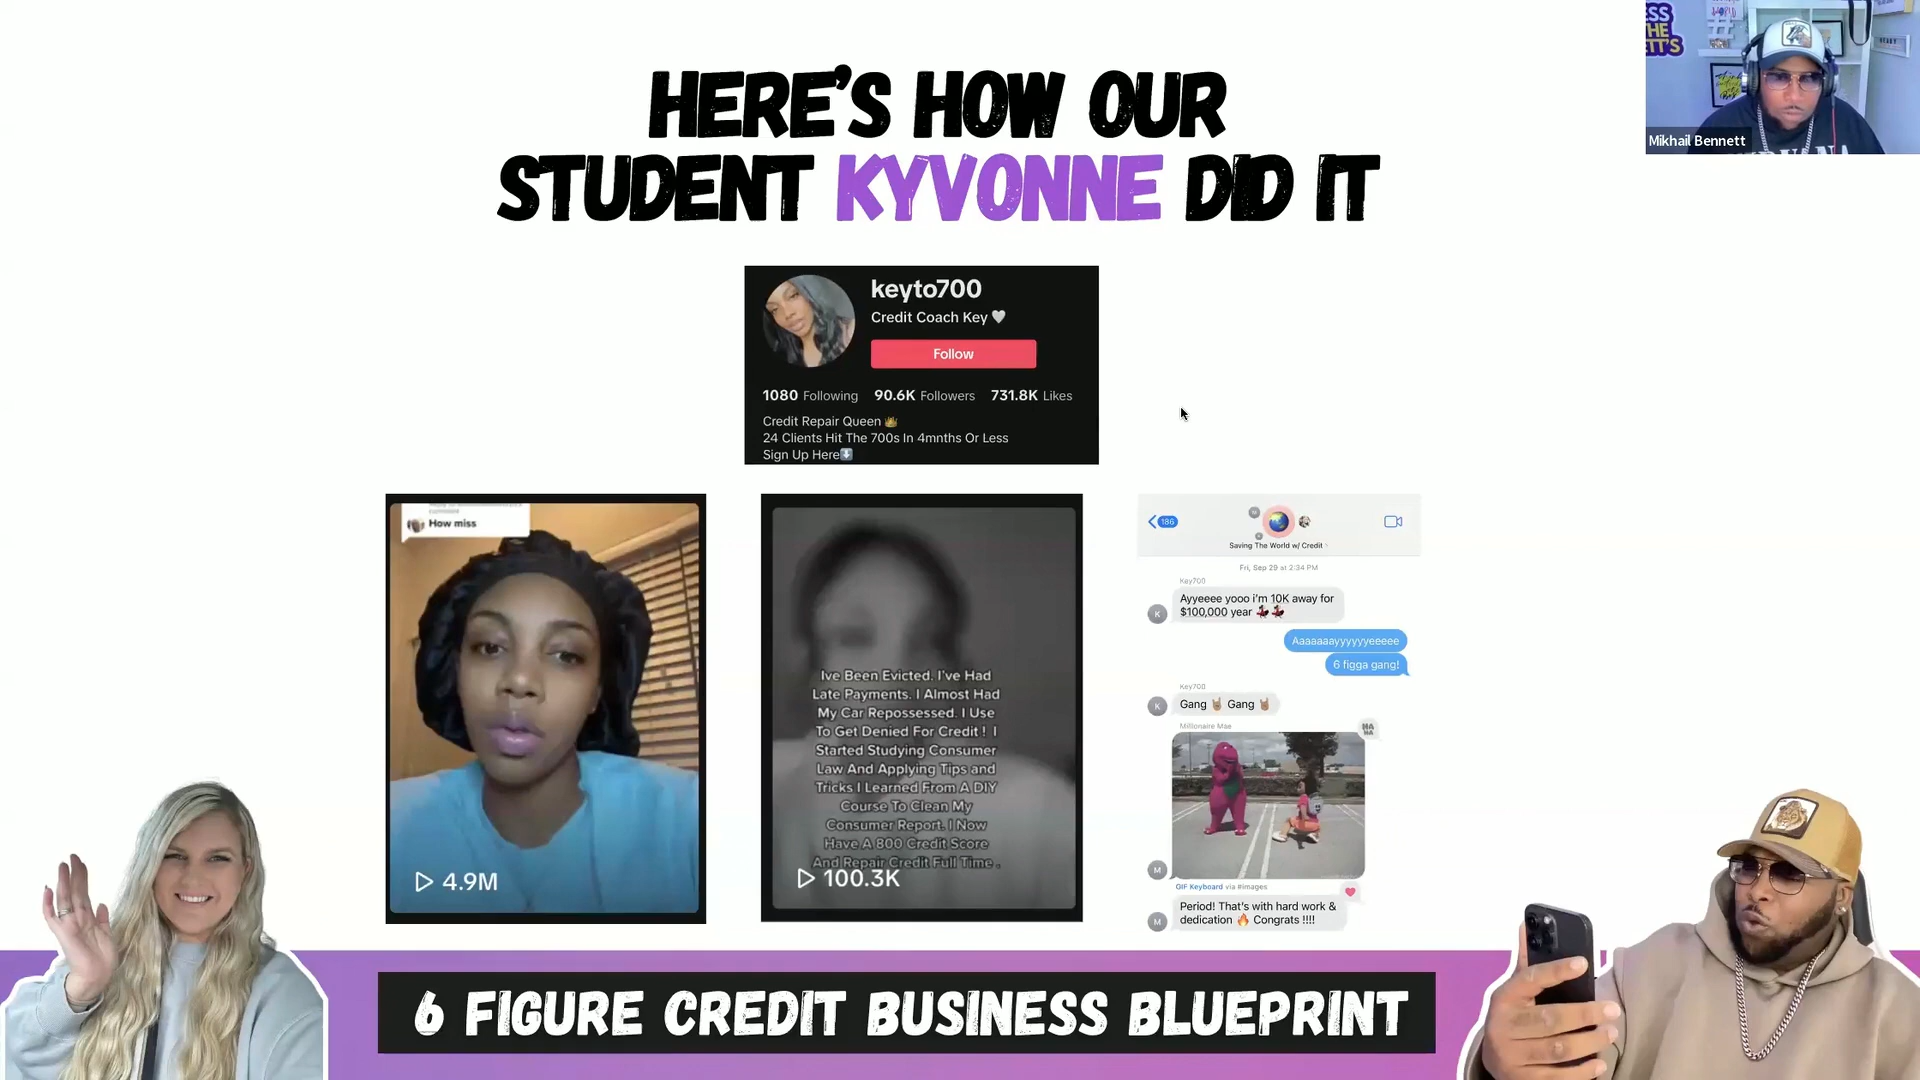 HERE'S HOW OUR
STUDENT KYVONNE DID IT
Mikhail Bennett
keyto700
Credit Coach Key 🤍
Follow
1080 Following 90.6K Followers 731.8K Likes
Credit Repair Queen 👑
24 Clients Hit The 700s In 4mnths Or Less
Sign Up Here⬇️
How miss
4.9M
Ive Been Evicted. I've Had
Late Payments. I Almost Had
My Car Repossessed. I Use
To Get Denied For Credit ! I
Started Studying Consumer
Law And Applying Tips and
Tricks I Learned From A DIY
Course To Clean My
Consumer Report. I Now
Have A 800 Credit Score
And Repair Credit Full Time .
100.3K
186
Saving The World w/ Credit
Fri, Sep 29 at 2:34 PM
Key700
Ayyeeee yooo i'm 10K away for
$100,000 year 💃💃
Aaaaaaayyyyyyeeeee
6 figga gang!
Key700
Gang 🤘🏽 Gang 🤘🏽
Millionaire Mae
HA
HA
GIF Keyboard via #images
Period! That's with hard work &
dedication 🔥 Congrats !!!!
6 FIGURE CREDIT BUSINESS BLUEPRINT